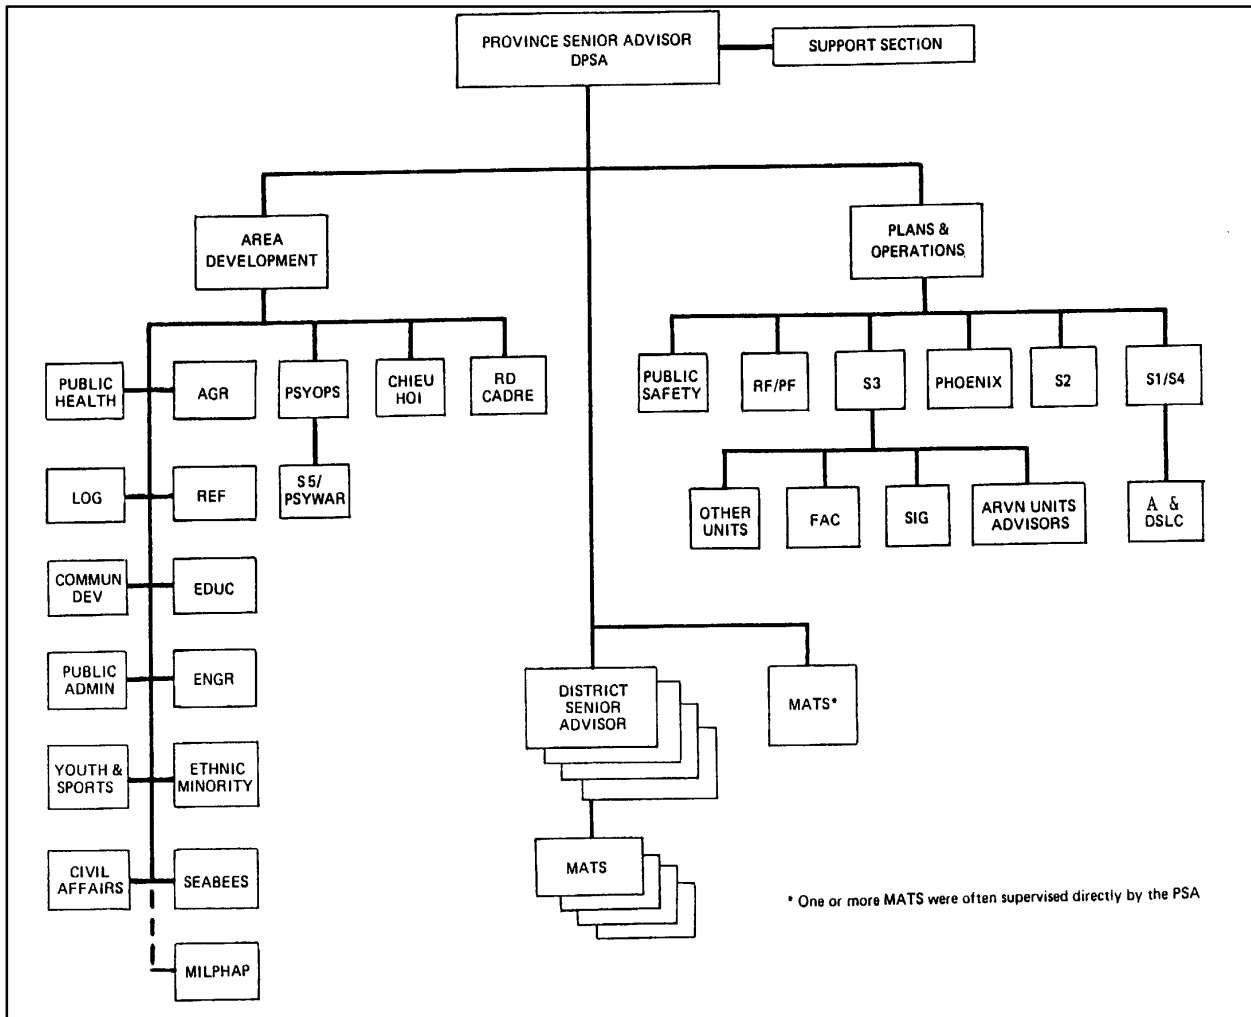 PROVINCE SENIOR ADVISOR
DPSA
SUPPORT SECTION
AREA
DEVELOPMENT
PLANS &
OPERATIONS
PUBLIC
HEALTH
AGR
PSYOPS
CHIEU
HOI
RD
CADRE
PUBLIC
SAFETY
RF/PF
S3
PHOENIX
S2
S1/S4
LOG
REF
S5/
PSYWAR
OTHER
UNITS
FAC
SIG
ARVN UNITS
ADVISORS
A &
DSLC
COMMUN
DEV
EDUC
PUBLIC
ADMIN
ENGR
DISTRICT
SENIOR
ADVISOR
MATS*
YOUTH &
SPORTS
ETHNIC
MINORITY
CIVIL
AFFAIRS
SEABEES
MATS
* One or more MATS were often supervised directly by the PSA
MILPHAP